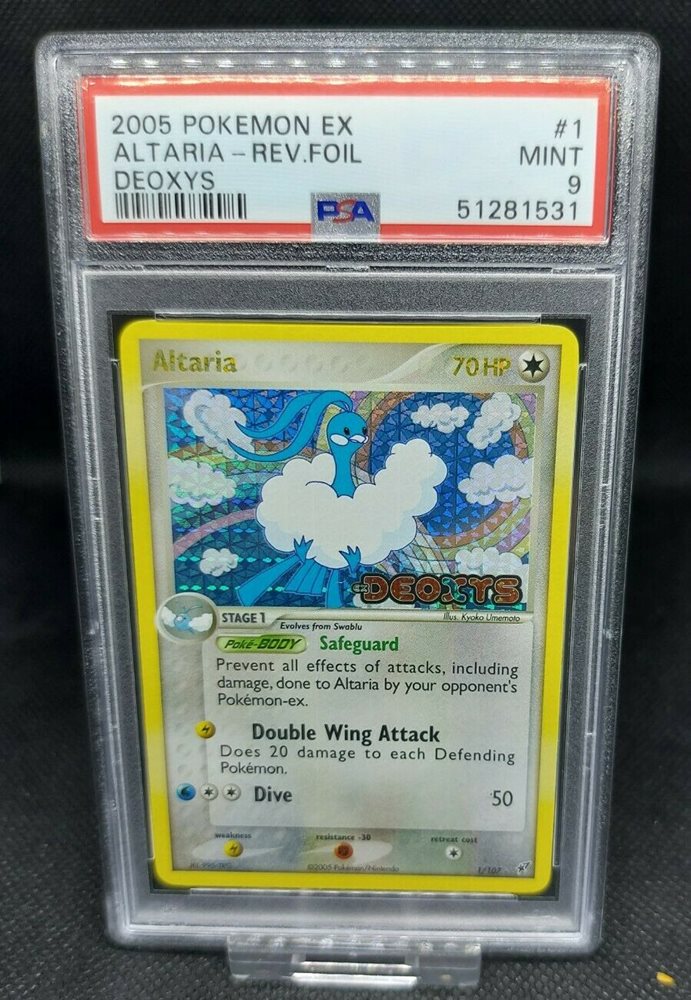 2005 POKEMON EX #1
ALTARIA - REV.FOIL MINT
DEOXYS 9
PSA 51281531
Altaria 70 HP
ex DEOXYS
STAGE 1 Evolves from Swablu Illus. Kyoko Umemoto
Poké-BODY Safeguard
Prevent all effects of attacks, including
damage, done to Altaria by your opponent's
Pokémon-ex.
Double Wing Attack
Does 20 damage to each Defending
Pokémon.
Dive 50
weakness resistance -30 retreat cost
©2005 Pokémon/Nintendo 1/107